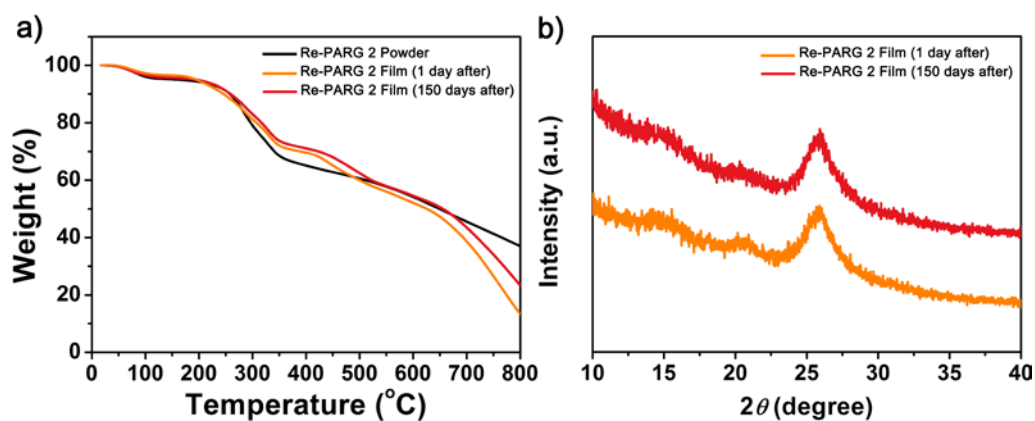 a)
Re-PARG 2 Powder
Re-PARG 2 Film (1 day after)
Re-PARG 2 Film (150 days after)
Weight (%)
100
80
60
40
20
0
0 100 200 300 400 500 600 700 800
Temperature (°C)
b)
Re-PARG 2 Film (1 day after)
Re-PARG 2 Film (150 days after)
Intensity (a.u.)
10 15 20 25 30 35 40
2θ (degree)